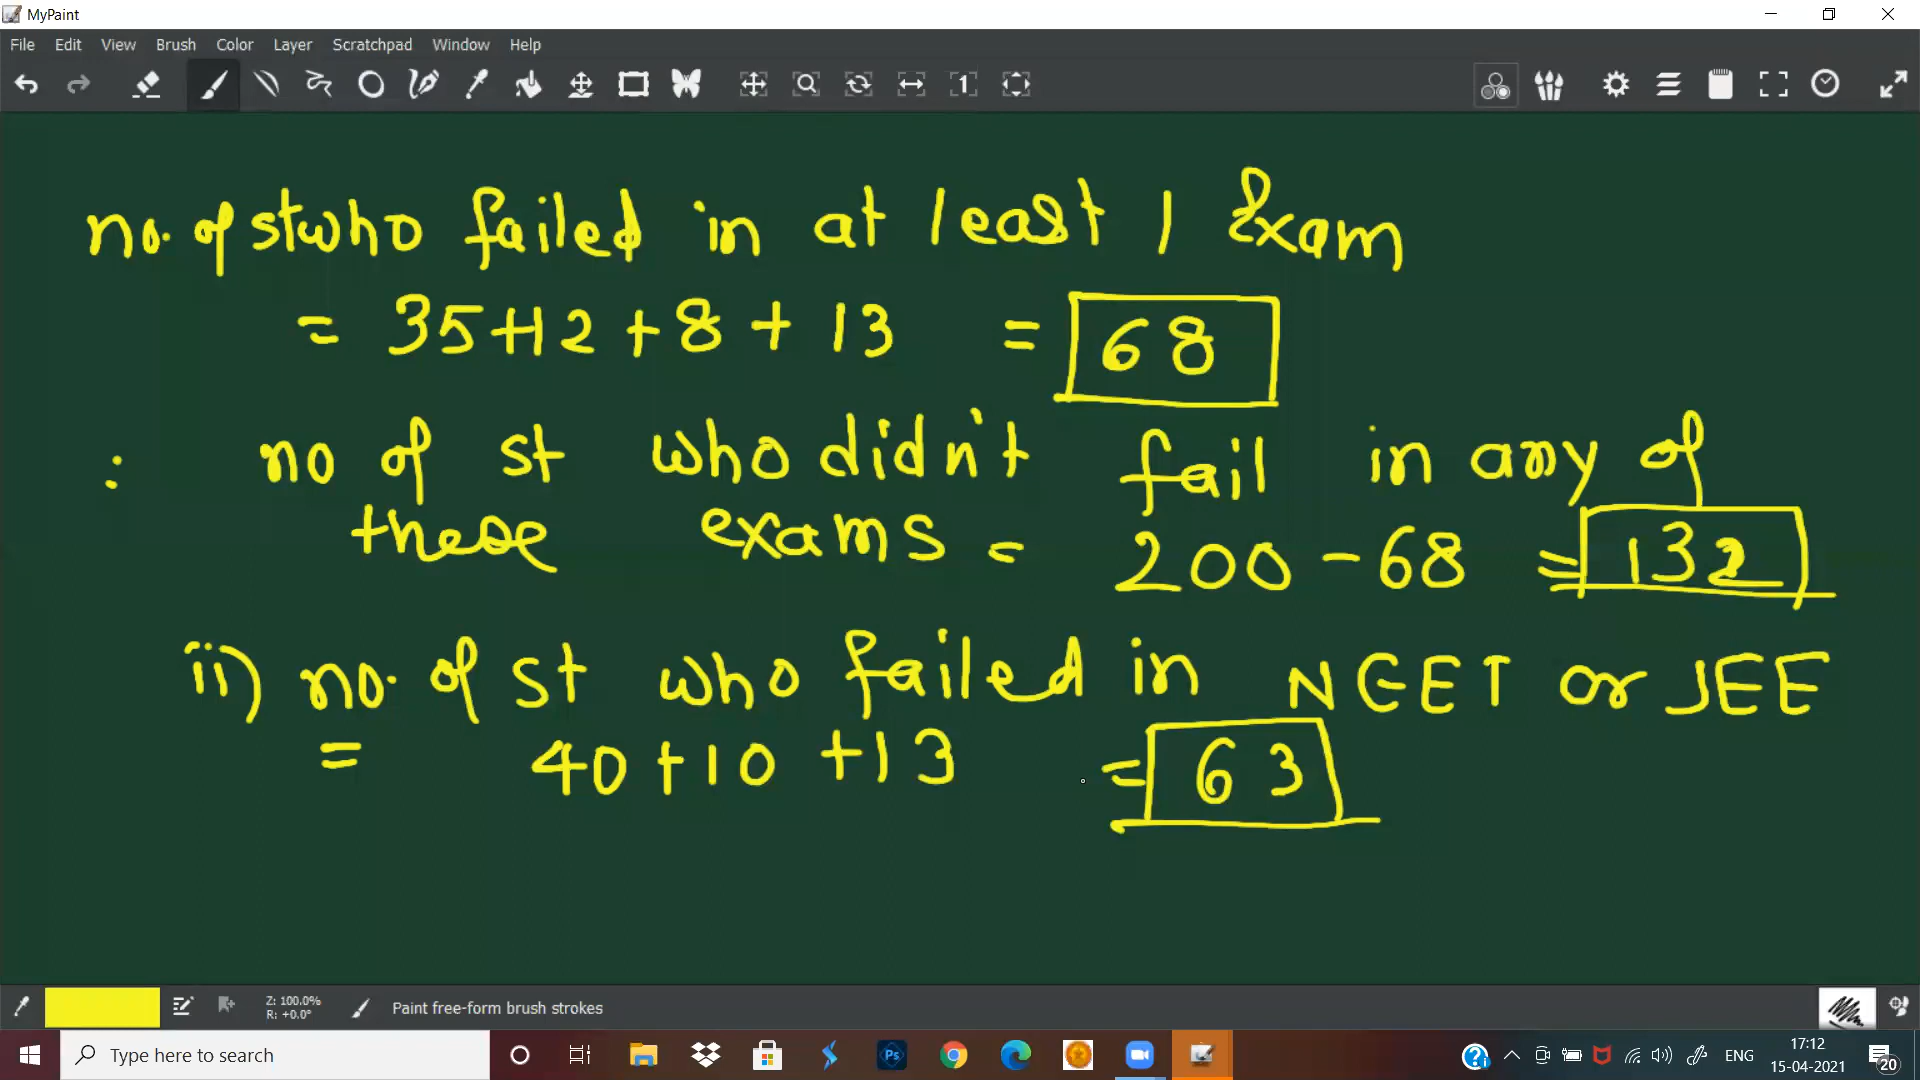 MyPaint
File Edit View Brush Color Layer Scratchpad Window Help
no. of st who failed in at least 1 Exam
= 35+12+8+13 = 68
: no of st who didn't fail in any of
these exams = 200-68 = 132
ii) no. of st who failed in NEET or JEE
= 40+10+13 = 63
Z: 100.0%
R: +0.0°
Paint free-form brush strokes
Type here to search
Ps
ENG
17:12
15-04-2021
20